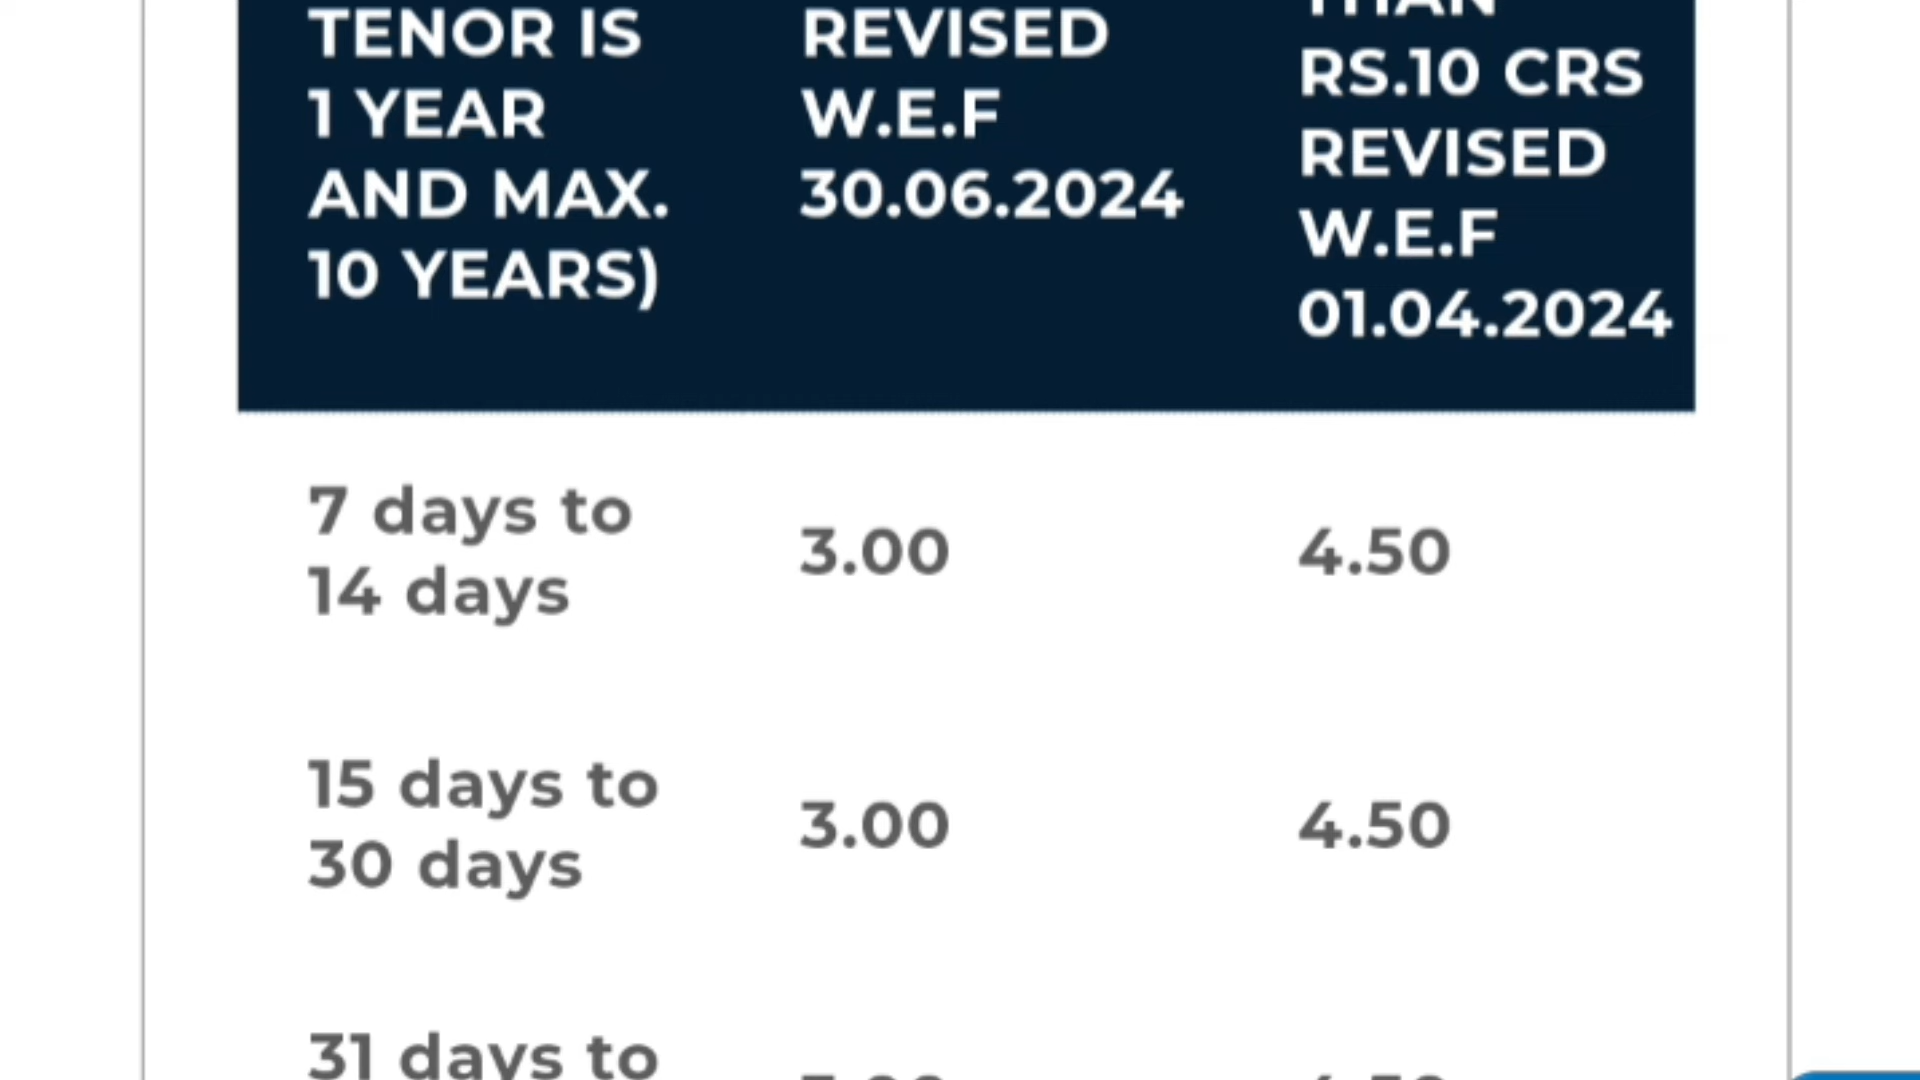 TENOR IS
1 YEAR
AND MAX.
10 YEARS)
REVISED
W.E.F
30.06.2024
THAN
RS.10 CRS
REVISED
W.E.F
01.04.2024
7 days to
14 days
3.00
4.50
15 days to
30 days
3.00
4.50
31 days to